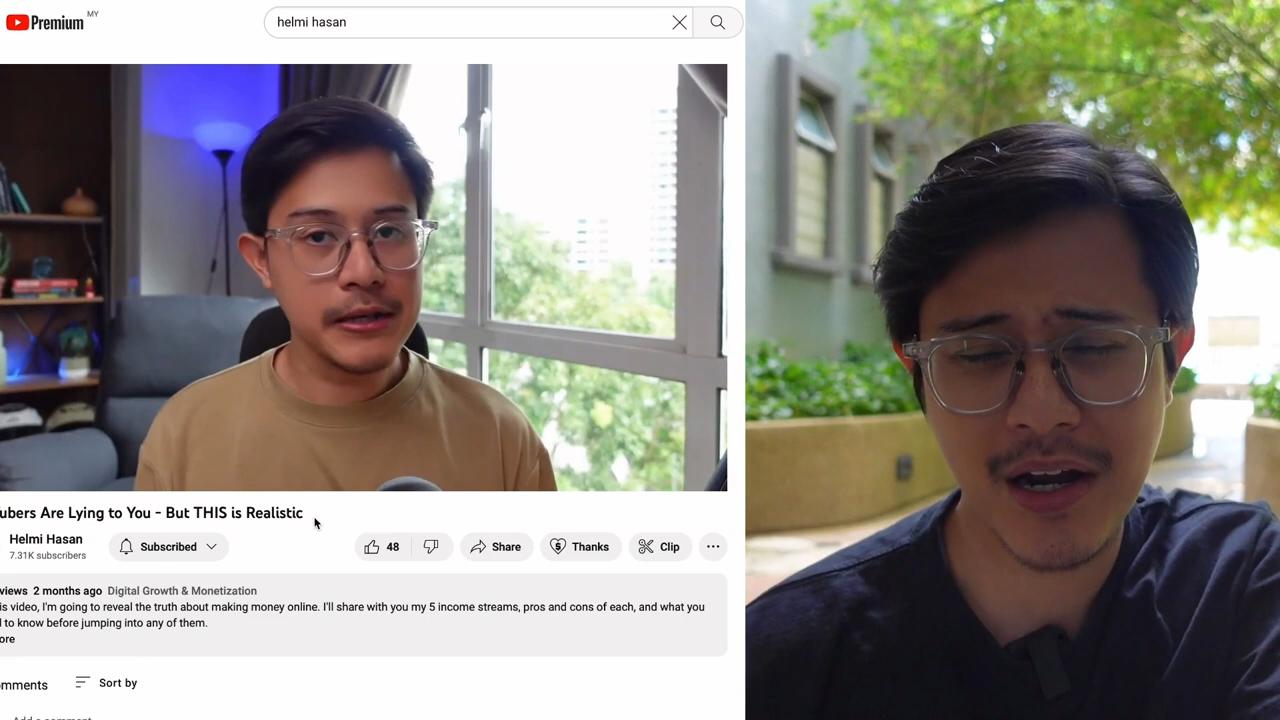 Premium MY
helmi hasan
ubers Are Lying to You - But THIS is Realistic
Helmi Hasan
7.31K subscribers
Subscribed
48
Share
Thanks
Clip
views 2 months ago Digital Growth & Monetization
is video, I'm going to reveal the truth about making money online. I'll share with you my 5 income streams, pros and cons of each, and what you
l to know before jumping into any of them.
ore
mments
Sort by